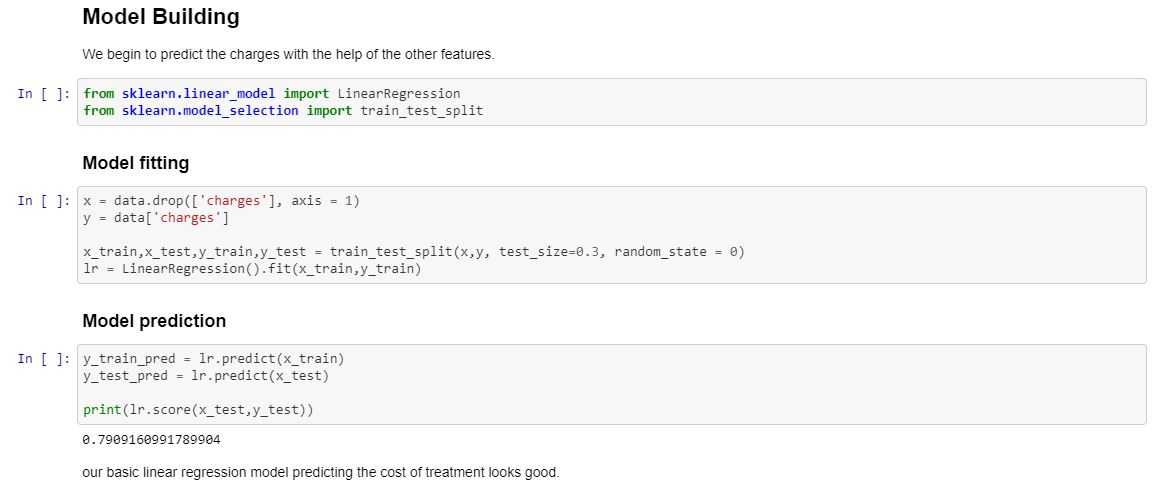 Model Building
We begin to predict the charges with the help of the other features.
In [ ]: from sklearn.linear_model import LinearRegression
from sklearn.model_selection import train_test_split
Model fitting
In [ ]: x = data.drop(['charges'], axis = 1)
y = data['charges']
x_train,x_test,y_train,y_test = train_test_split(x,y, test_size=0.3, random_state = 0)
lr = LinearRegression().fit(x_train,y_train)
Model prediction
In [ ]: y_train_pred = lr.predict(x_train)
y_test_pred = lr.predict(x_test)
print(lr.score(x_test,y_test))
0.7909160991789904
our basic linear regression model predicting the cost of treatment looks good.